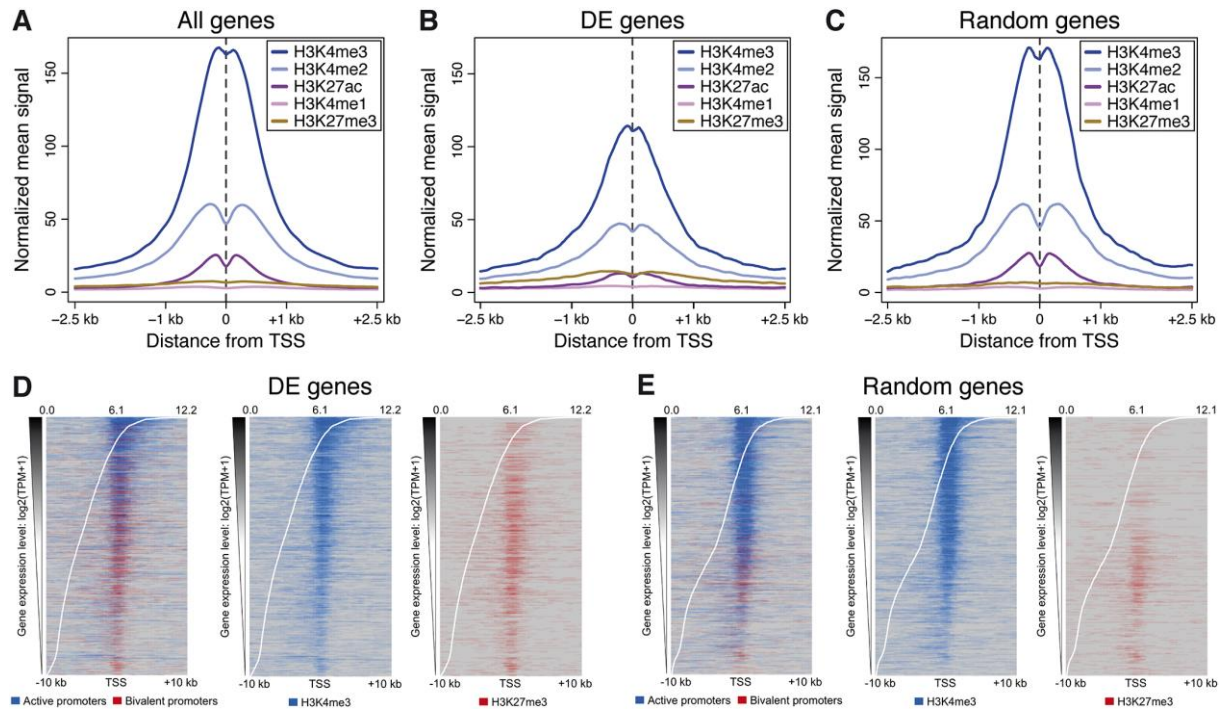 A
All genes
Normalized mean signal
150
100
50
0
H3K4me3
H3K4me2
H3K27ac
H3K4me1
H3K27me3
−2.5 kb
−1 kb
0
+1 kb
+2.5 kb
Distance from TSS
B
DE genes
Normalized mean signal
150
100
50
0
H3K4me3
H3K4me2
H3K27ac
H3K4me1
H3K27me3
−2.5 kb
−1 kb
0
+1 kb
+2.5 kb
Distance from TSS
C
Random genes
Normalized mean signal
150
100
50
0
H3K4me3
H3K4me2
H3K27ac
H3K4me1
H3K27me3
−2.5 kb
−1 kb
0
+1 kb
+2.5 kb
Distance from TSS
D
DE genes
0.0 6.1 12.2
Gene expression level: log2(TPM+1)
-10 kb TSS +10 kb
Active promoters Bivalent promoters
0.0 6.1 12.2
Gene expression level: log2(TPM+1)
-10 kb TSS +10 kb
H3K4me3
0.0 6.1 12.2
Gene expression level: log2(TPM+1)
-10 kb TSS +10 kb
H3K27me3
E
Random genes
0.0 6.1 12.1
Gene expression level: log2(TPM+1)
-10 kb TSS +10 kb
Active promoters Bivalent promoters
0.0 6.1 12.1
Gene expression level: log2(TPM+1)
-10 kb TSS +10 kb
H3K4me3
0.0 6.1 12.1
Gene expression level: log2(TPM+1)
-10 kb TSS +10 kb
H3K27me3